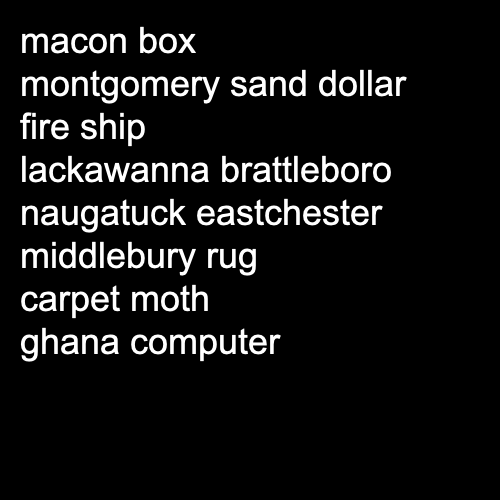 macon box
montgomery sand dollar
fire ship
lackawanna brattleboro
naugatuck eastchester
middlebury rug
carpet moth
ghana computer